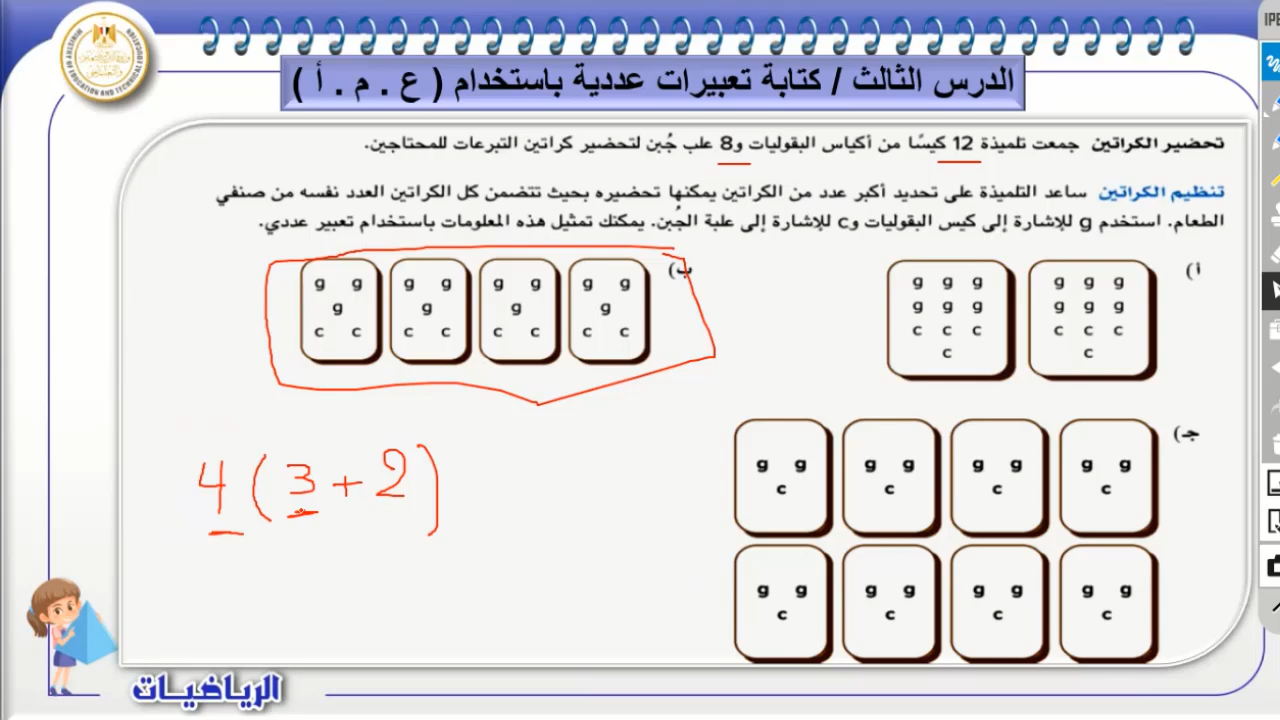 الدرس الثالث / كتابة تعبيرات عددية باستخدام ( ع . م . أ )
تحضير الكراتين جمعت تلميذة 12 كيسًا من أكياس البقوليات و8 علب جُبن لتحضير كراتين التبرعات للمحتاجين.
تنظيم الكراتين ساعد التلميذة على تحديد أكبر عدد من الكراتين يمكنها تحضيره بحيث تتضمن كل الكراتين العدد نفسه من صنفي
الطعام. استخدم g للإشارة إلى كيس البقوليات وc للإشارة إلى علبة الجُبن. يمكنك تمثيل هذه المعلومات باستخدام تعبير عددي.
أ)
g g g g g g
g g g g g g
c c c c c c
c c
ب)
g g g g g g g g
g g g g
c c c c c c c c
جـ)
g g g g g g g g
c c c c
g g g g g g g g
c c c c
4 ( 3 + 2 )
الرياضيات